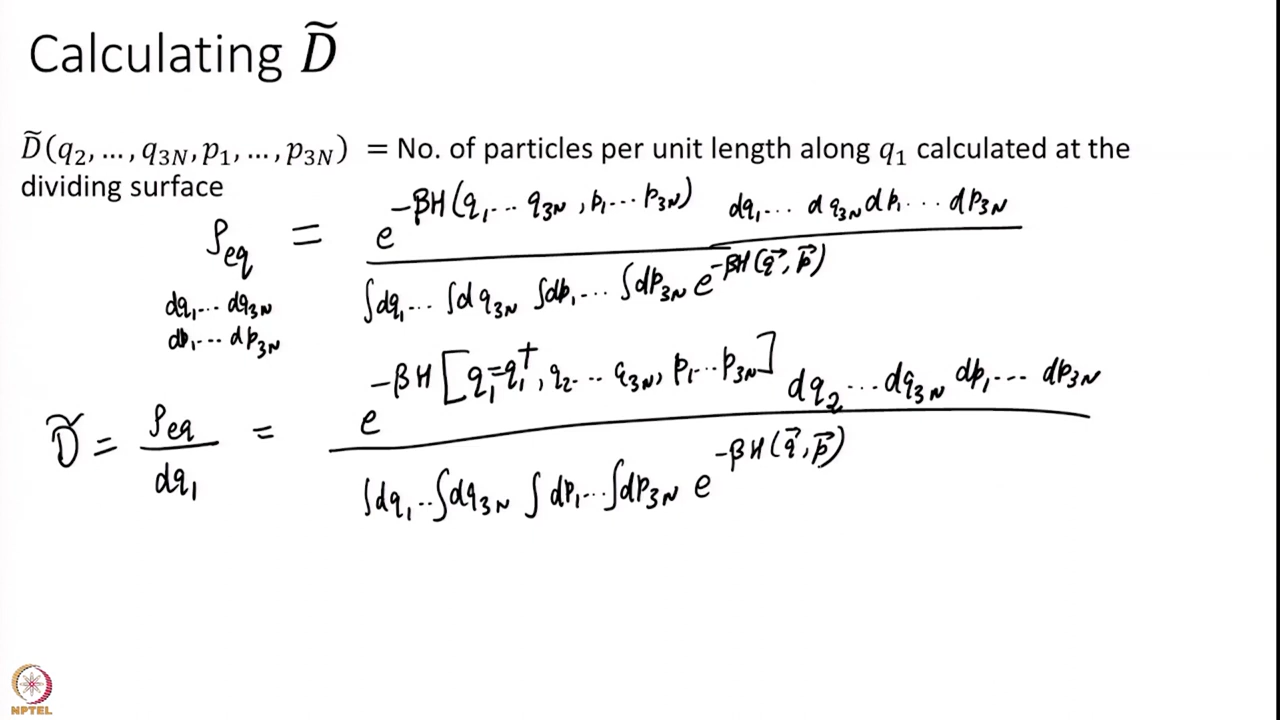 Calculating D̃
D̃(q₂, …, q₃N, p₁, …, p₃N) = No. of particles per unit length along q₁ calculated at the
dividing surface
ρeq = e^{-βH(q₁... q₃N, p₁... p₃N)} dq₁... dq₃N dp₁... dp₃N
∫dq₁... ∫dq₃N ∫dp₁... ∫dp₃N e^{-βH(q⃗, p⃗)}
dq₁... dq₃N
dp₁... dp₃N
D̃ = ρeq / dq₁ = e^{-βH[q₁=q₁†, q₂... q₃N, p₁... p₃N]} dq₂... dq₃N dp₁... dp₃N
∫dq₁.. ∫dq₃N ∫dp₁... ∫dp₃N e^{-βH(q⃗, p⃗)}
NPTEL